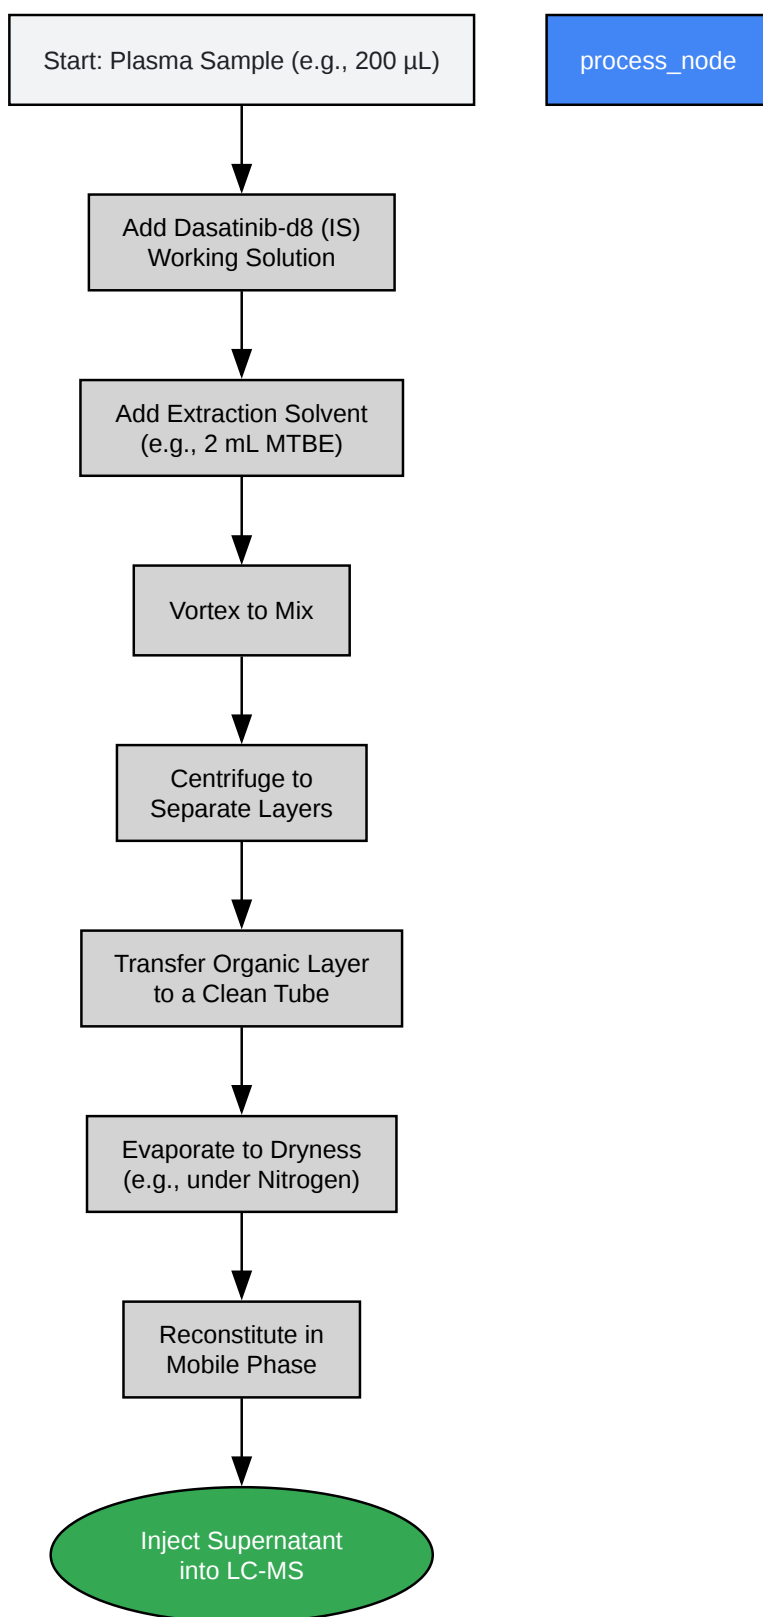 Start: Plasma Sample (e.g., 200 µL)
process_node
Add Dasatinib-d8 (IS)
Working Solution
Add Extraction Solvent
(e.g., 2 mL MTBE)
Vortex to Mix
Centrifuge to
Separate Layers
Transfer Organic Layer
to a Clean Tube
Evaporate to Dryness
(e.g., under Nitrogen)
Reconstitute in
Mobile Phase
Inject Supernatant
into LC-MS